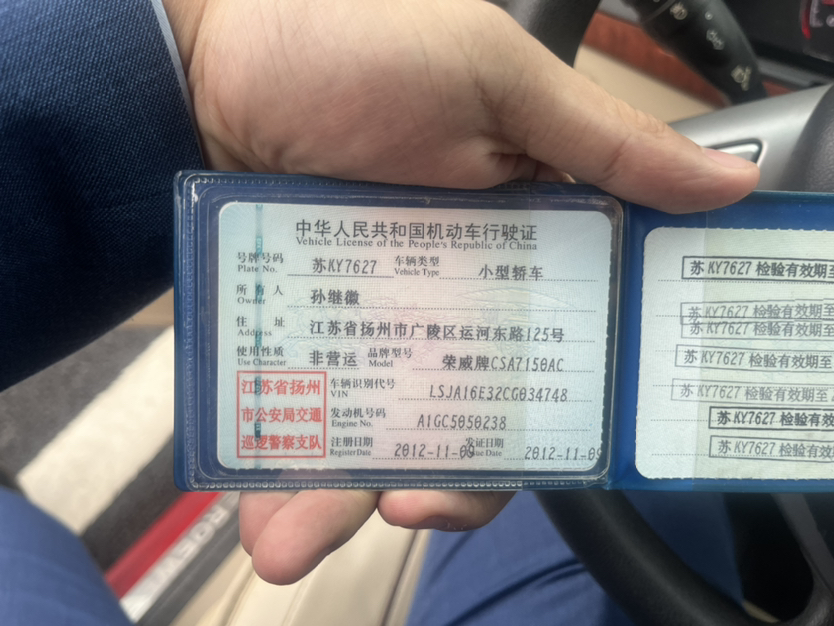 中华人民共和国机动车行驶证
Vehicle License of the People's Republic of China
号牌号码 苏KY7627 车辆类型 小型轿车
Plate No. Vehicle Type
所有人 孙继徽
Owner
住址 江苏省扬州市广陵区运河东路125号
Address
使用性质 非营运 品牌型号 荣威牌CSA7150AC
Use Character Model
江苏省扬州
市公安局交通
巡逻警察支队
车辆识别代号 LSJA16E32CG034748
VIN
发动机号码 A1GC5050238
Engine No.
注册日期 2012-11-09 发证日期 2012-11-09
Register Date Issue Date
苏KY7627 检验有效期至
苏KY7627 检验有效期至
苏KY7627 检验有效期至
苏KY7627 检验有效期至
苏KY7627 检验有效期至
苏KY7627 检验有效期至
苏KY7627 检验有效期